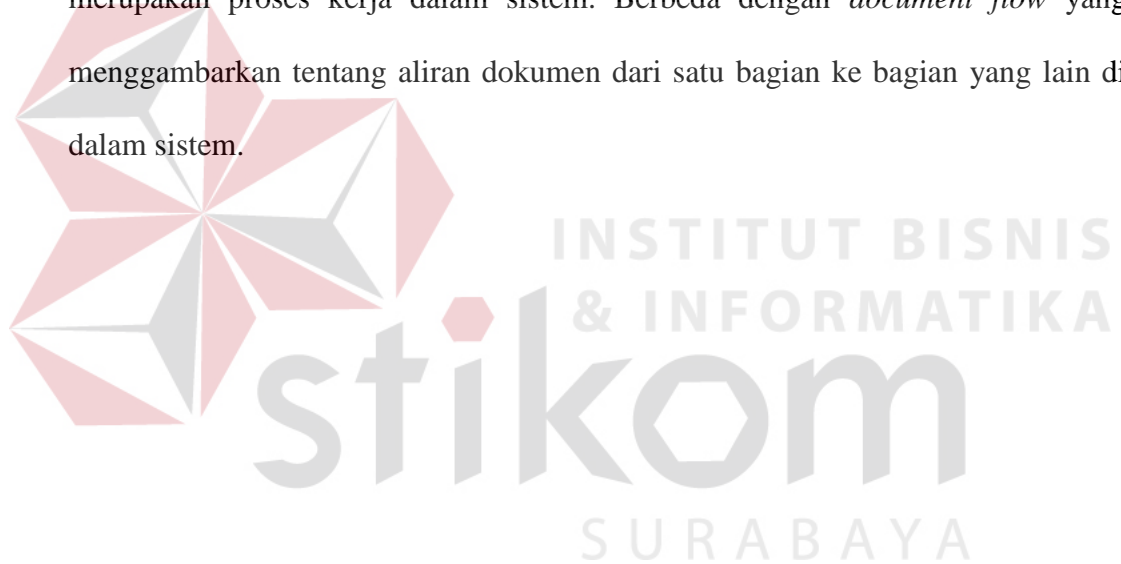 merupakan proses kerja dalam sistem. Berbeda dengan document flow yang
menggambarkan tentang aliran dokumen dari satu bagian ke bagian yang lain di
dalam sistem.
INSTITUT BISNIS
& INFORMATIKA
stikom
SURABAYA